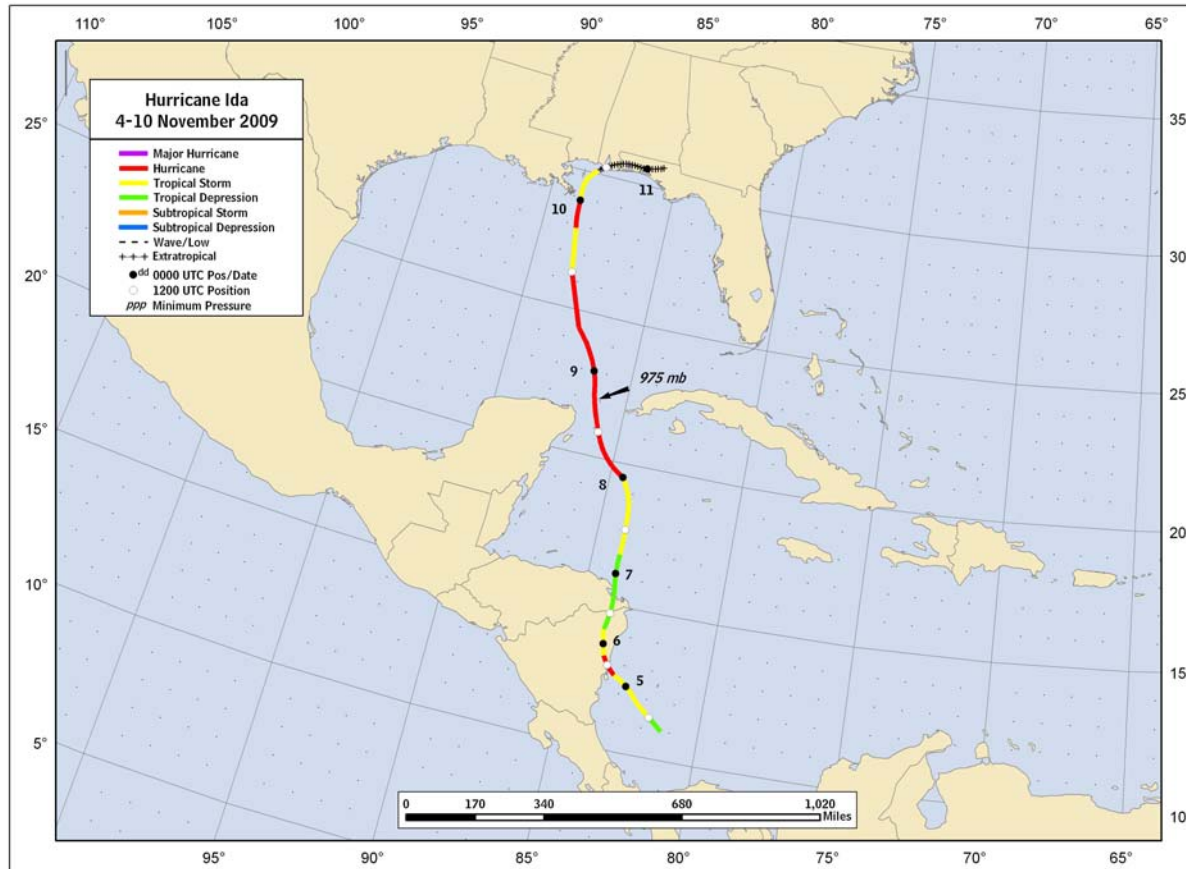 110° 105° 100° 95° 90° 85° 80° 75° 70° 65°
Hurricane Ida
4-10 November 2009
Major Hurricane
Hurricane
Tropical Storm
Tropical Depression
Subtropical Storm
Subtropical Depression
Wave/Low
Extratropical
dd 0000 UTC Pos/Date
1200 UTC Position
ppp Minimum Pressure
25°
20°
15°
10°
5°
35°
30°
25°
20°
15°
10°
11
10
9
975 mb
8
7
6
5
0 170 340 680 1,020
Miles
95° 90° 85° 80° 75° 70° 65°